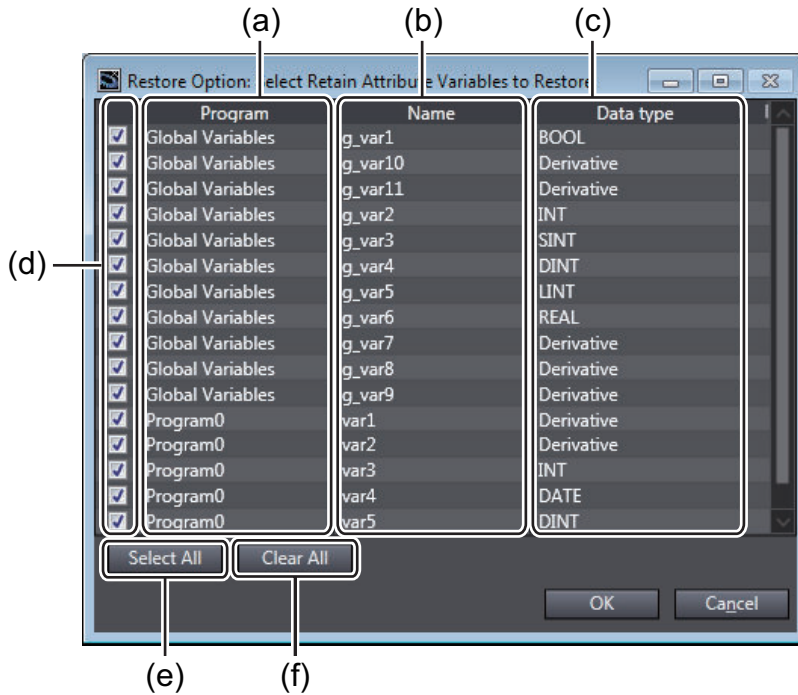 (a) (b) (c)
Restore Option: Select Retain Attribute Variables to Restore
Program Name Data type
Global Variables g_var1 BOOL
Global Variables g_var10 Derivative
Global Variables g_var11 Derivative
Global Variables g_var2 INT
Global Variables g_var3 SINT
(d) Global Variables g_var4 DINT
Global Variables g_var5 LINT
Global Variables g_var6 REAL
Global Variables g_var7 Derivative
Global Variables g_var8 Derivative
Global Variables g_var9 Derivative
Program0 var1 Derivative
Program0 var2 Derivative
Program0 var3 INT
Program0 var4 DATE
Program0 var5 DINT
Select All Clear All
OK Cancel
(e) (f)